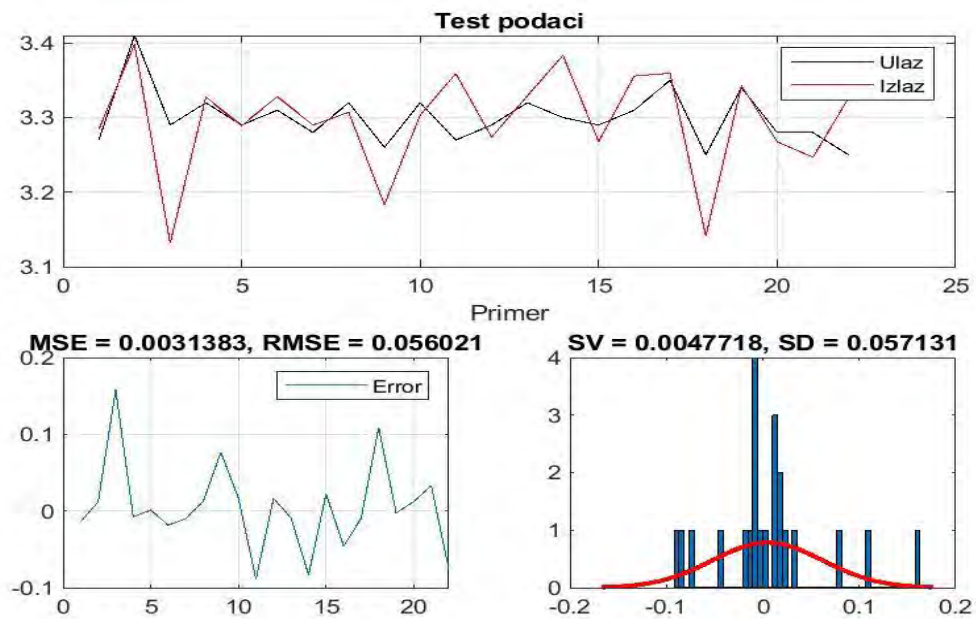 Test podaci
3.4
3.3
3.2
3.1
0 5 10 15 20 25
Primer
Ulaz
Izlaz
MSE = 0.0031383, RMSE = 0.056021
0.2
0.1
0
-0.1
0 5 10 15 20
Error
SV = 0.0047718, SD = 0.057131
4
3
2
1
0
-0.2 -0.1 0 0.1 0.2